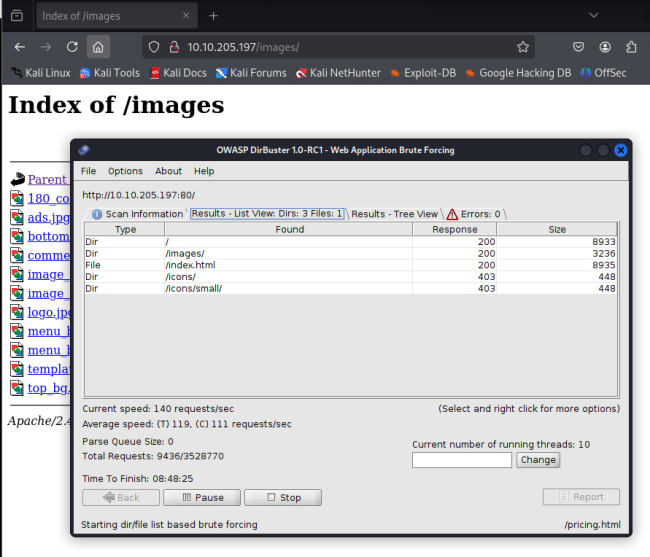 Index of /images
10.10.205.197/images/
Kali Linux Kali Tools Kali Docs Kali Forums Kali NetHunter Exploit-DB Google Hacking DB OffSec
Index of /images
Parent
180_co
ads.jpg
bottom
comme
image_
image_
logo.jpg
menu_b
menu_b
templa
top_bg.
Apache/2.4
OWASP DirBuster 1.0-RC1 - Web Application Brute Forcing
File Options About Help
http://10.10.205.197:80/
Scan Information Results - List View: Dirs: 3 Files: 1 Results - Tree View Errors: 0
Type Found Response Size
Dir / 200 8933
Dir /images/ 200 3236
File /index.html 200 8935
Dir /icons/ 403 448
Dir /icons/small/ 403 448
Current speed: 140 requests/sec (Select and right click for more options)
Average speed: (T) 119, (C) 111 requests/sec
Parse Queue Size: 0
Total Requests: 9436/3528770
Current number of running threads: 10
Change
Time To Finish: 08:48:25
Back Pause Stop Report
Starting dir/file list based brute forcing /pricing.html